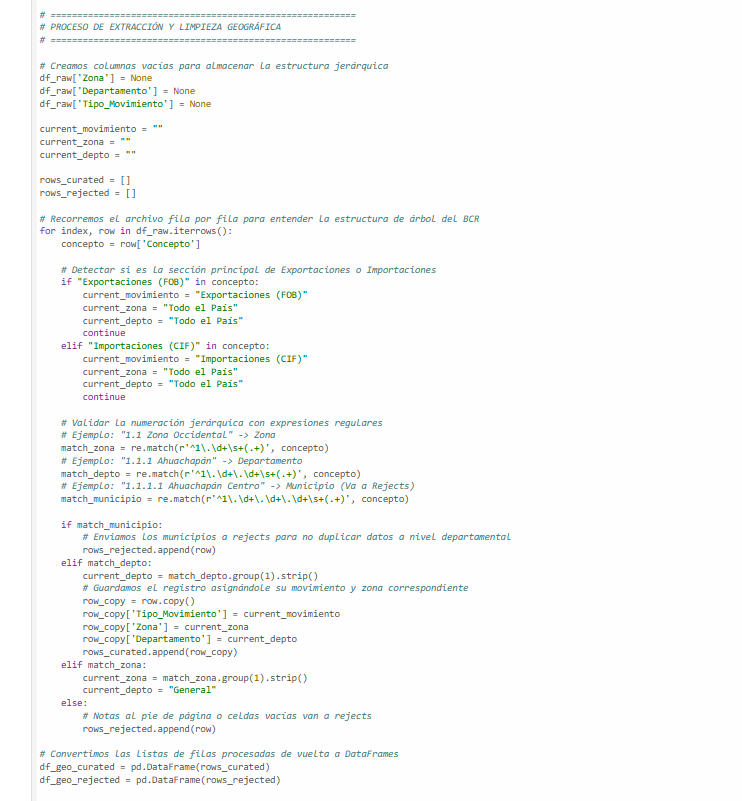 # ==========================================================
# PROCESO DE EXTRACCIÓN Y LIMPIEZA GEOGRÁFICA
# ==========================================================

# Creamos columnas vacías para almacenar la estructura jerárquica
df_raw['Zona'] = None
df_raw['Departamento'] = None
df_raw['Tipo_Movimiento'] = None

current_movimiento = ""
current_zona = ""
current_depto = ""

rows_curated = []
rows_rejected = []

# Recorremos el archivo fila por fila para entender la estructura de árbol del BCR
for index, row in df_raw.iterrows():
    concepto = row['Concepto']

    # Detectar si es la sección principal de Exportaciones o Importaciones
    if "Exportaciones (FOB)" in concepto:
        current_movimiento = "Exportaciones (FOB)"
        current_zona = "Todo el País"
        current_depto = "Todo el País"
        continue
    elif "Importaciones (CIF)" in concepto:
        current_movimiento = "Importaciones (CIF)"
        current_zona = "Todo el País"
        current_depto = "Todo el País"
        continue

    # Validar la numeración jerárquica con expresiones regulares
    # Ejemplo: "1.1 Zona Occidental" -> Zona
    match_zona = re.match(r'^1\.\d+\s+(.+)', concepto)
    # Ejemplo: "1.1.1 Ahuachapán" -> Departamento
    match_depto = re.match(r'^1\.\d+\.\d+\s+(.+)', concepto)
    # Ejemplo: "1.1.1.1 Ahuachapán Centro" -> Municipio (Va a Rejects)
    match_municipio = re.match(r'^1\.\d+\.\d+\.\d+\s+(.+)', concepto)

    if match_municipio:
        # Enviamos los municipios a rejects para no duplicar datos a nivel departamental
        rows_rejected.append(row)
    elif match_depto:
        current_depto = match_depto.group(1).strip()
        # Guardamos el registro asignándole su movimiento y zona correspondiente
        row_copy = row.copy()
        row_copy['Tipo_Movimiento'] = current_movimiento
        row_copy['Zona'] = current_zona
        row_copy['Departamento'] = current_depto
        rows_curated.append(row_copy)
    elif match_zona:
        current_zona = match_zona.group(1).strip()
        current_depto = "General"
    else:
        # Notas al pie de página o celdas vacías van a rejects
        rows_rejected.append(row)

# Convertimos las listas de filas procesadas de vuelta a DataFrames
df_geo_curated = pd.DataFrame(rows_curated)
df_geo_rejected = pd.DataFrame(rows_rejected)